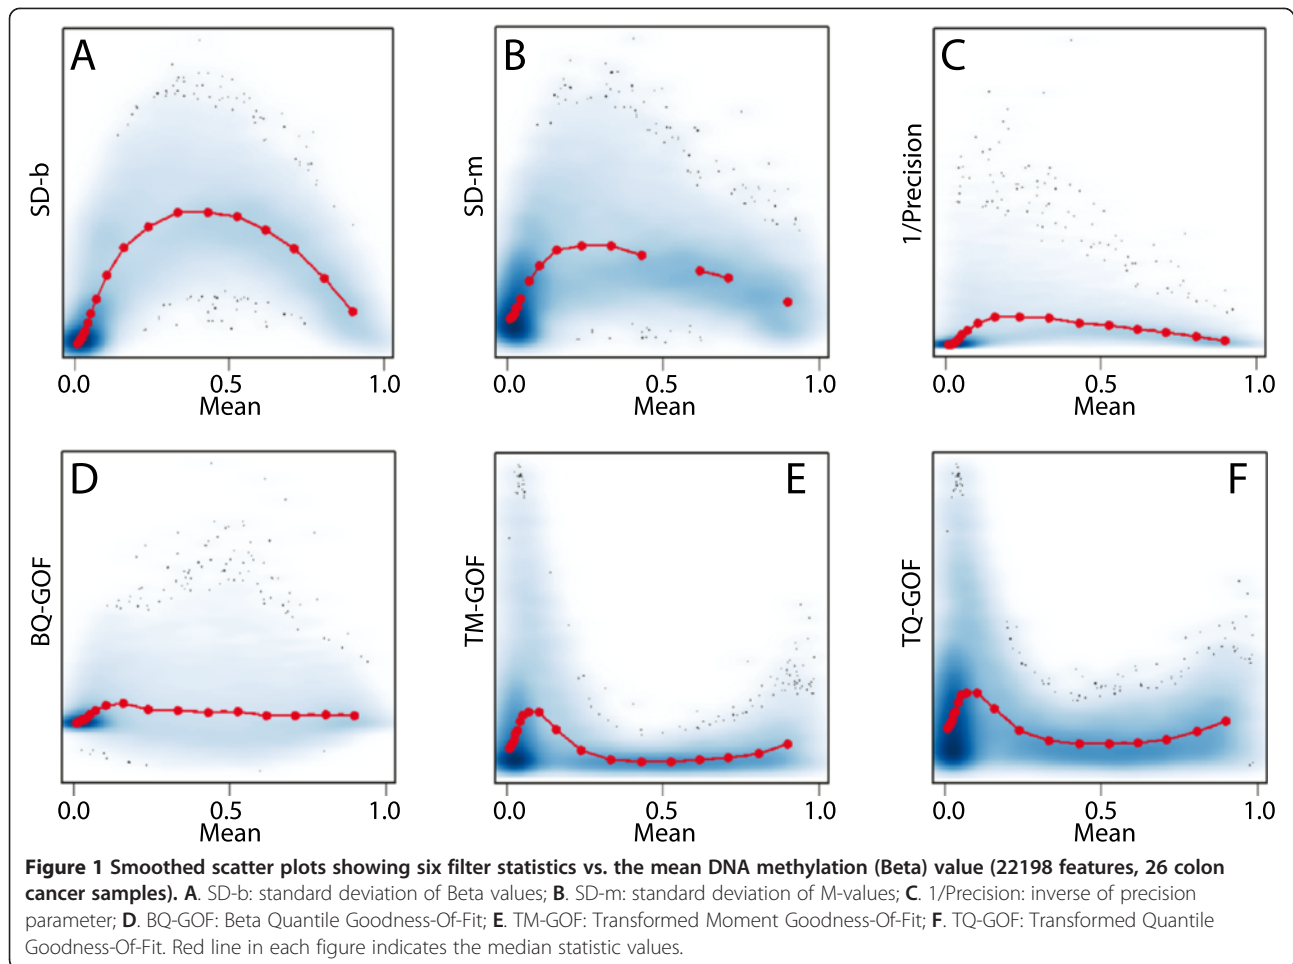 A
B
C
SD-b
SD-m
1/Precision
0.0 0.5 1.0
0.0 0.5 1.0
0.0 0.5 1.0
Mean
Mean
Mean
D
E
F
BQ-GOF
TM-GOF
TQ-GOF
0.0 0.5 1.0
0.0 0.5 1.0
0.0 0.5 1.0
Mean
Mean
Mean
Figure 1 Smoothed scatter plots showing six filter statistics vs. the mean DNA methylation (Beta) value (22198 features, 26 colon
cancer samples). A. SD-b: standard deviation of Beta values; B. SD-m: standard deviation of M-values; C. 1/Precision: inverse of precision
parameter; D. BQ-GOF: Beta Quantile Goodness-Of-Fit; E. TM-GOF: Transformed Moment Goodness-Of-Fit; F. TQ-GOF: Transformed Quantile
Goodness-Of-Fit. Red line in each figure indicates the median statistic values.